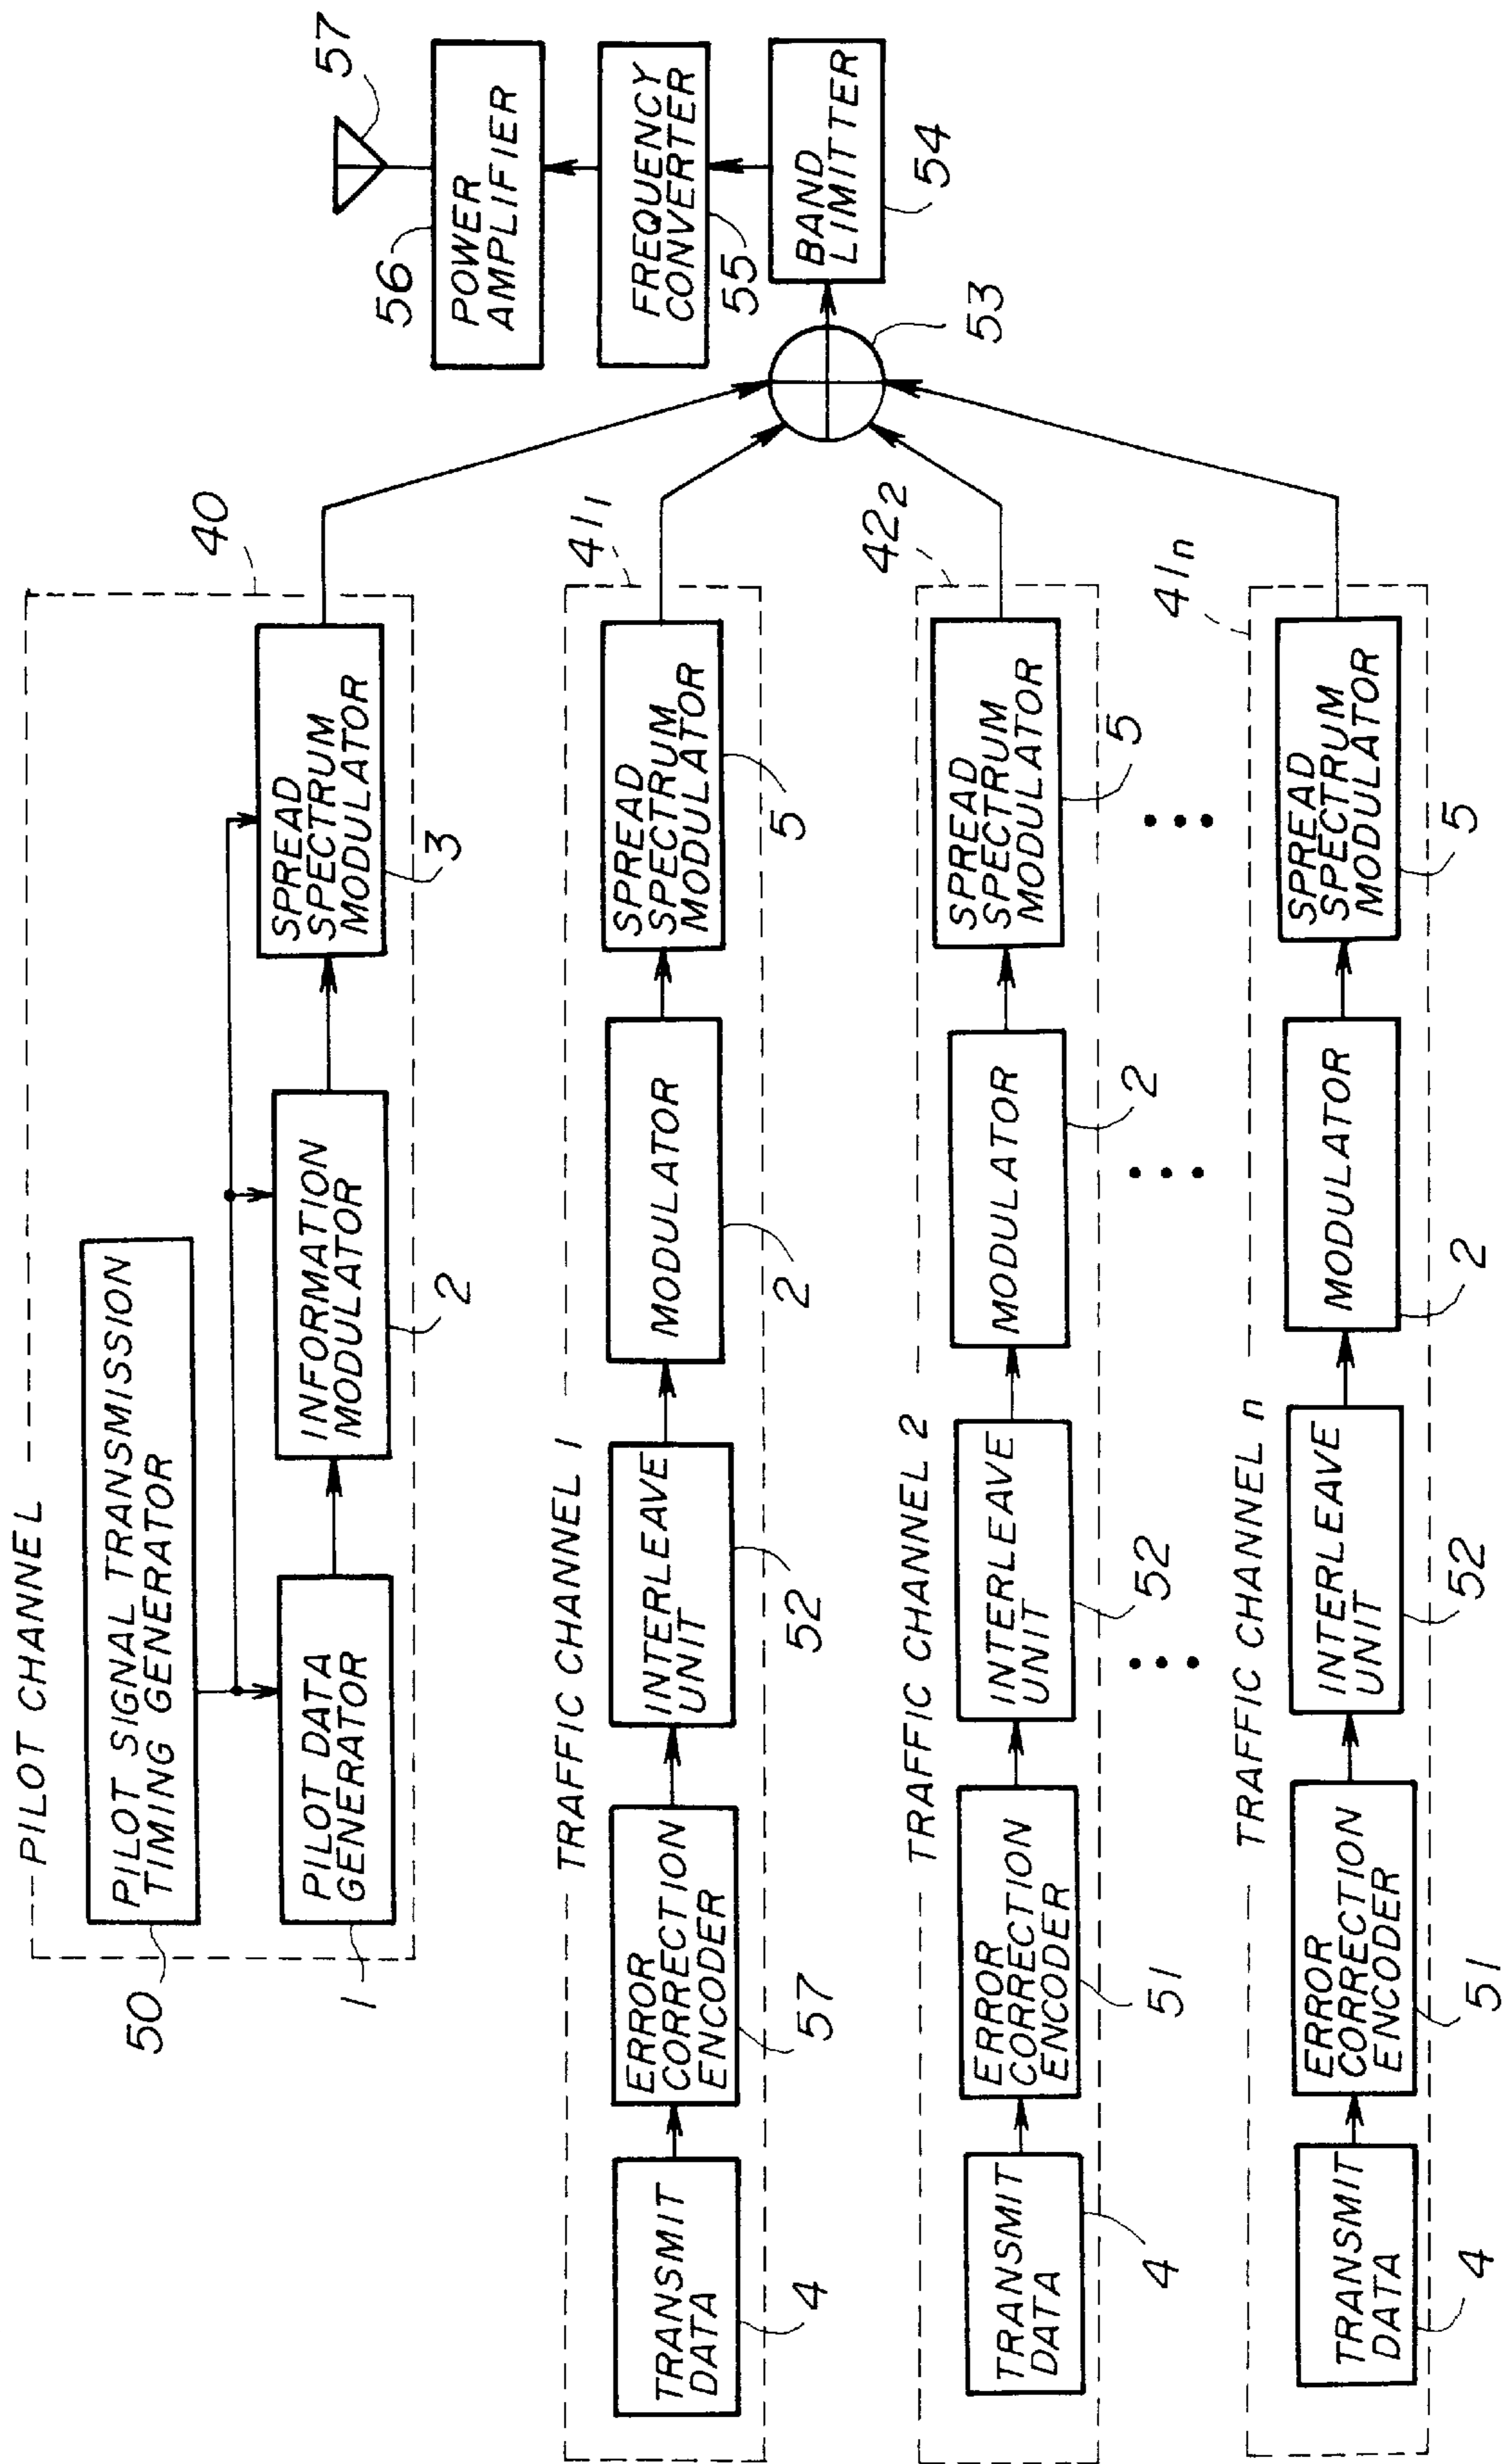 PILOT CHANNEL
PILOT SIGNAL TRANSMISSION
TIMING GENERATOR
50
40
PILOT DATA
GENERATOR
1
INFORMATION
MODULATOR
2
SPREAD
SPECTRUM
MODULATOR
3
TRAFFIC CHANNEL 1
41₁
TRANSMIT
DATA
4
ERROR
CORRECTION
ENCODER
57
INTERLEAVE
UNIT
52
MODULATOR
2
SPREAD
SPECTRUM
MODULATOR
5
TRAFFIC CHANNEL 2
42₂
TRANSMIT
DATA
4
ERROR
CORRECTION
ENCODER
51
INTERLEAVE
UNIT
52
MODULATOR
2
SPREAD
SPECTRUM
MODULATOR
5
TRAFFIC CHANNEL n
41n
TRANSMIT
DATA
4
ERROR
CORRECTION
ENCODER
51
INTERLEAVE
UNIT
52
MODULATOR
2
SPREAD
SPECTRUM
MODULATOR
5
53
BAND
LIMITTER
54
FREQUENCY
CONVERTER
55
POWER
AMPLIFIER
56
57